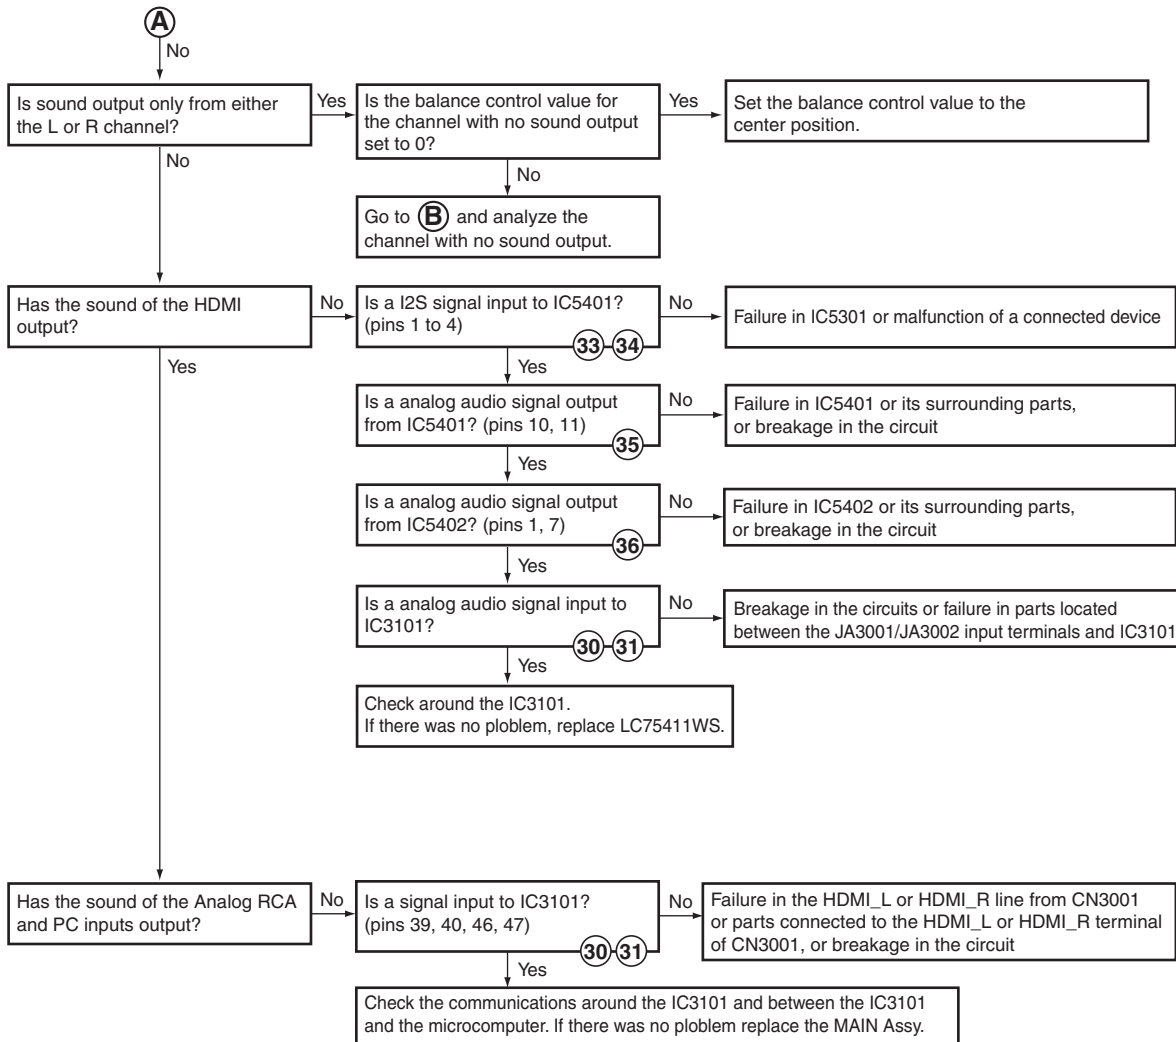 A
No
Is sound output only from either
the L or R channel?
Yes
Is the balance control value for
the channel with no sound output
set to 0?
Yes
Set the balance control value to the
center position.
No
No
Go to B and analyze the
channel with no sound output.
Has the sound of the HDMI
output?
No
Is a I2S signal input to IC5401?
(pins 1 to 4)
33 34
No
Failure in IC5301 or malfunction of a connected device
Yes
Yes
Is a analog audio signal output
from IC5401? (pins 10, 11)
35
No
Failure in IC5401 or its surrounding parts,
or breakage in the circuit
Yes
Is a analog audio signal output
from IC5402? (pins 1, 7)
36
No
Failure in IC5402 or its surrounding parts,
or breakage in the circuit
Yes
Is a analog audio signal input to
IC3101?
30 31
No
Breakage in the circuits or failure in parts located
between the JA3001/JA3002 input terminals and IC3101
Yes
Check around the IC3101.
If there was no ploblem, replace LC75411WS.
Has the sound of the Analog RCA
and PC inputs output?
No
Is a signal input to IC3101?
(pins 39, 40, 46, 47)
30 31
No
Failure in the HDMI_L or HDMI_R line from CN3001
or parts connected to the HDMI_L or HDMI_R terminal
of CN3001, or breakage in the circuit
Yes
Check the communications around the IC3101 and between the IC3101
and the microcomputer. If there was no ploblem replace the MAIN Assy.